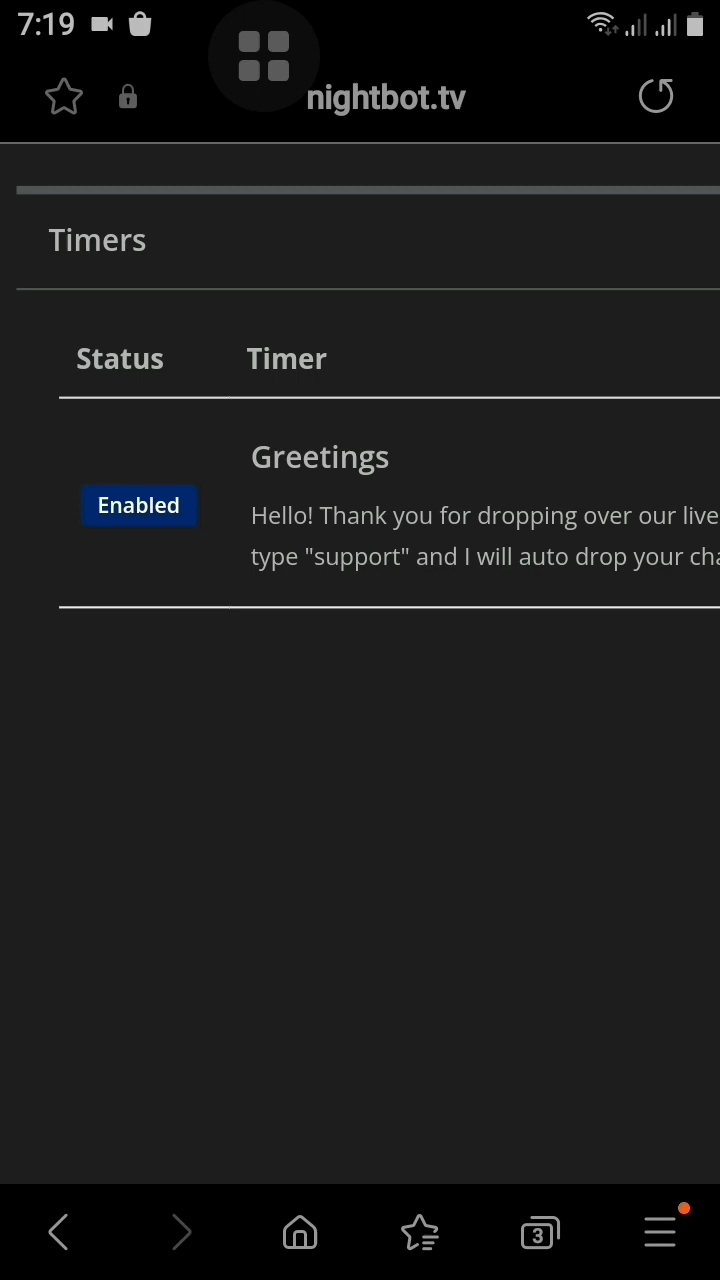 7:19
nightbot.tv
Timers
Status Timer
Greetings
Enabled
Hello! Thank you for dropping over our live
type "support" and I will auto drop your
3